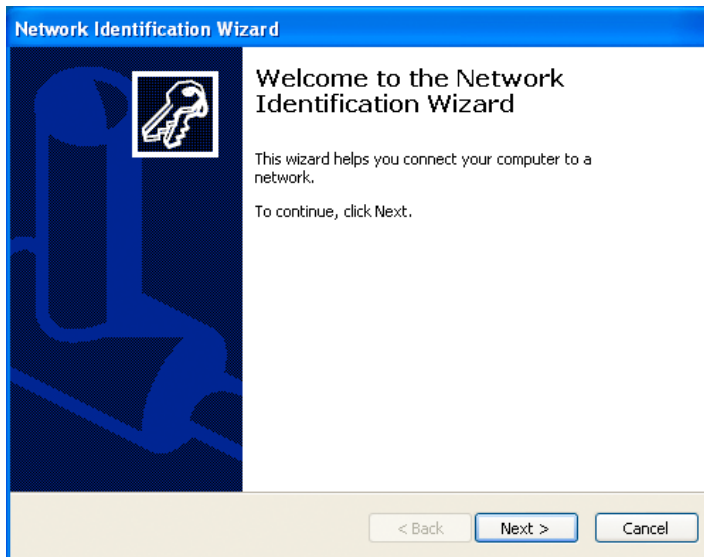 Network Identification Wizard
Welcome to the Network
Identification Wizard
This wizard helps you connect your computer to a
network.
To continue, click Next.
< Back
Next >
Cancel